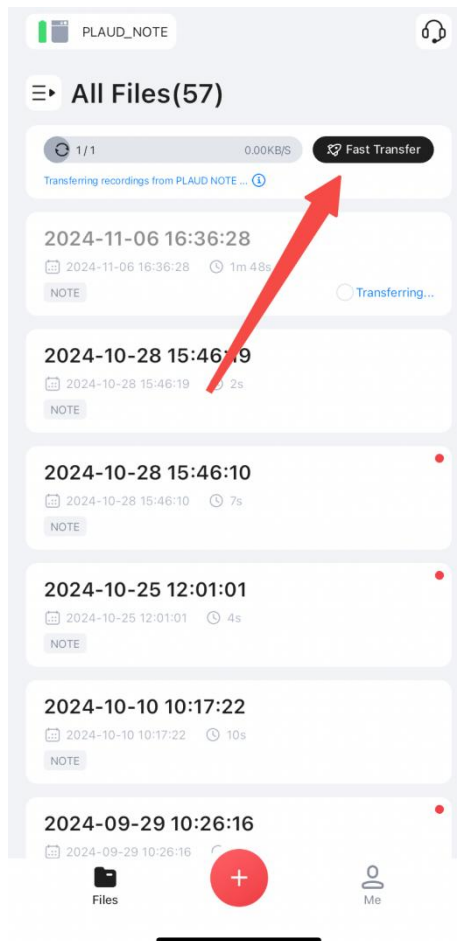 PLAUD_NOTE
All Files(57)
1/1 0.00KB/S Fast Transfer
Transferring recordings from PLAUD NOTE ...
2024-11-06 16:36:28
2024-11-06 16:36:28 1m 48s
NOTE Transferring...
2024-10-28 15:46:19
2024-10-28 15:46:19 2s
NOTE
2024-10-28 15:46:10
2024-10-28 15:46:10 7s
NOTE
2024-10-25 12:01:01
2024-10-25 12:01:01 4s
NOTE
2024-10-10 10:17:22
2024-10-10 10:17:22 10s
NOTE
2024-09-29 10:26:16
2024-09-29 10:26:16
Files Me